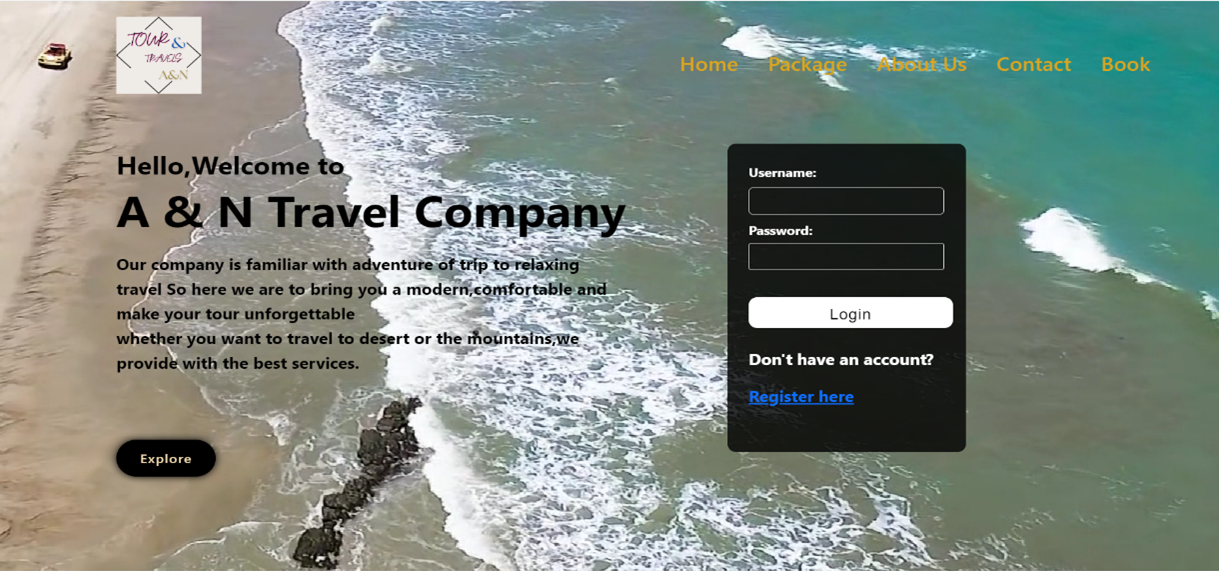 TOUR &
TRAVELS
A&N
Home Package About Us Contact Book
Hello,Welcome to
A & N Travel Company
Our company is familiar with adventure of trip to relaxing
travel So here we are to bring you a modern,comfortable and
make your tour unforgettable
whether you want to travel to desert or the mountains,we
provide with the best services.
Explore
Username:
Password:
Login
Don't have an account?
Register here